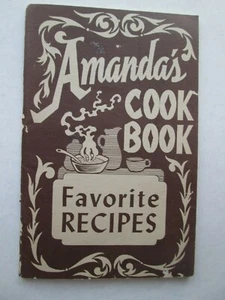 Amanda's
COOK
BOOK
Favorite
RECIPES